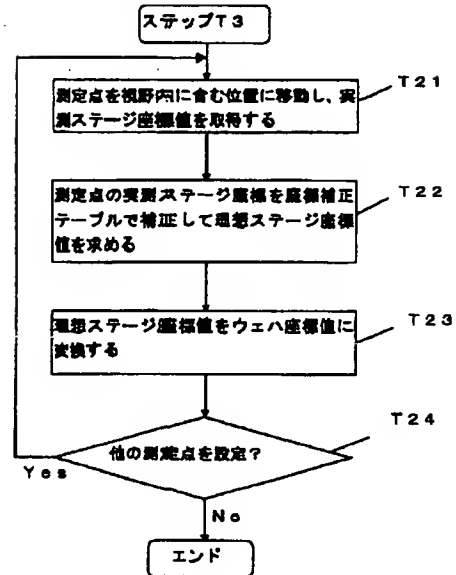 ステップT3
測定点を視野内に含む位置に移動し、実
測ステージ座標値を取得する
T21
測定点の実測ステージ座標を座標補正
テーブルで補正して理想ステージ座標
値を求める
T22
理想ステージ座標値をウェハ座標値に
変換する
T23
他の測定点を設定?
T24
Yes
No
エンド